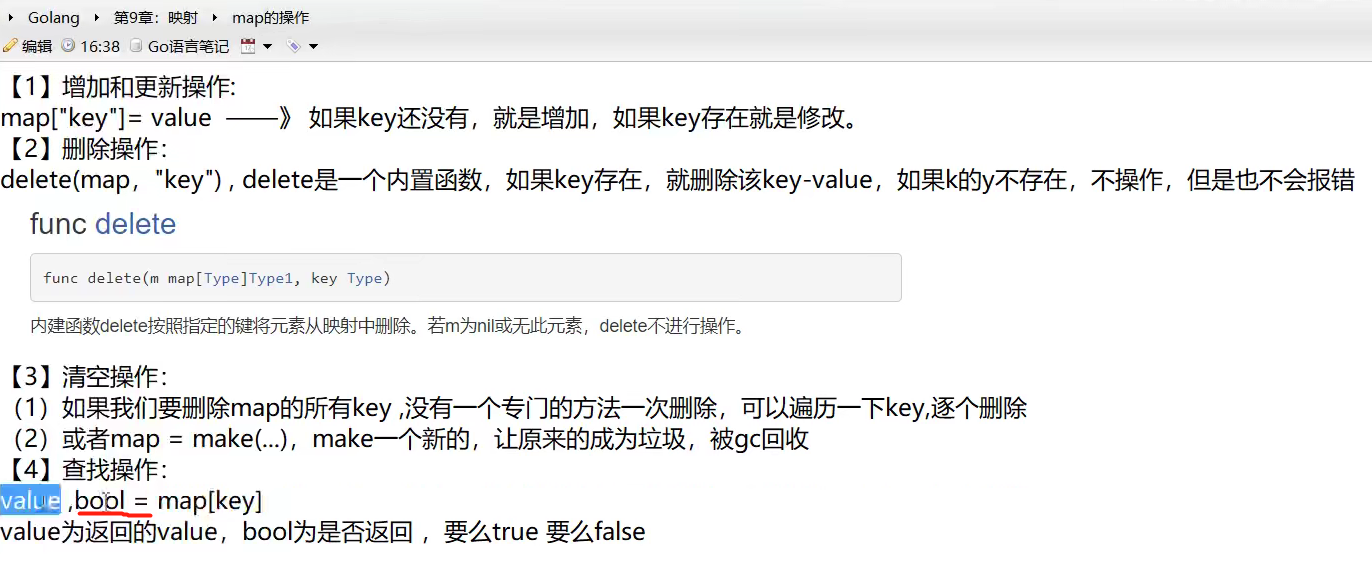 Golang 第9章：映射 map的操作
编辑 16:38 Go语言笔记
【1】增加和更新操作:
map["key"]= value ——》 如果key还没有，就是增加，如果key存在就是修改。
【2】删除操作：
delete(map，"key") , delete是一个内置函数，如果key存在，就删除该key-value，如果k的y不存在，不操作，但是也不会报错
func delete
func delete(m map[Type]Type1, key Type)
内建函数delete按照指定的键将元素从映射中删除。若m为nil或无此元素，delete不进行操作。
【3】清空操作：
（1）如果我们要删除map的所有key ,没有一个专门的方法一次删除，可以遍历一下key,逐个删除
（2）或者map = make(...)，make一个新的，让原来的成为垃圾，被gc回收
【4】查找操作：
value ,bool = map[key]
value为返回的value，bool为是否返回 ，要么true 要么false